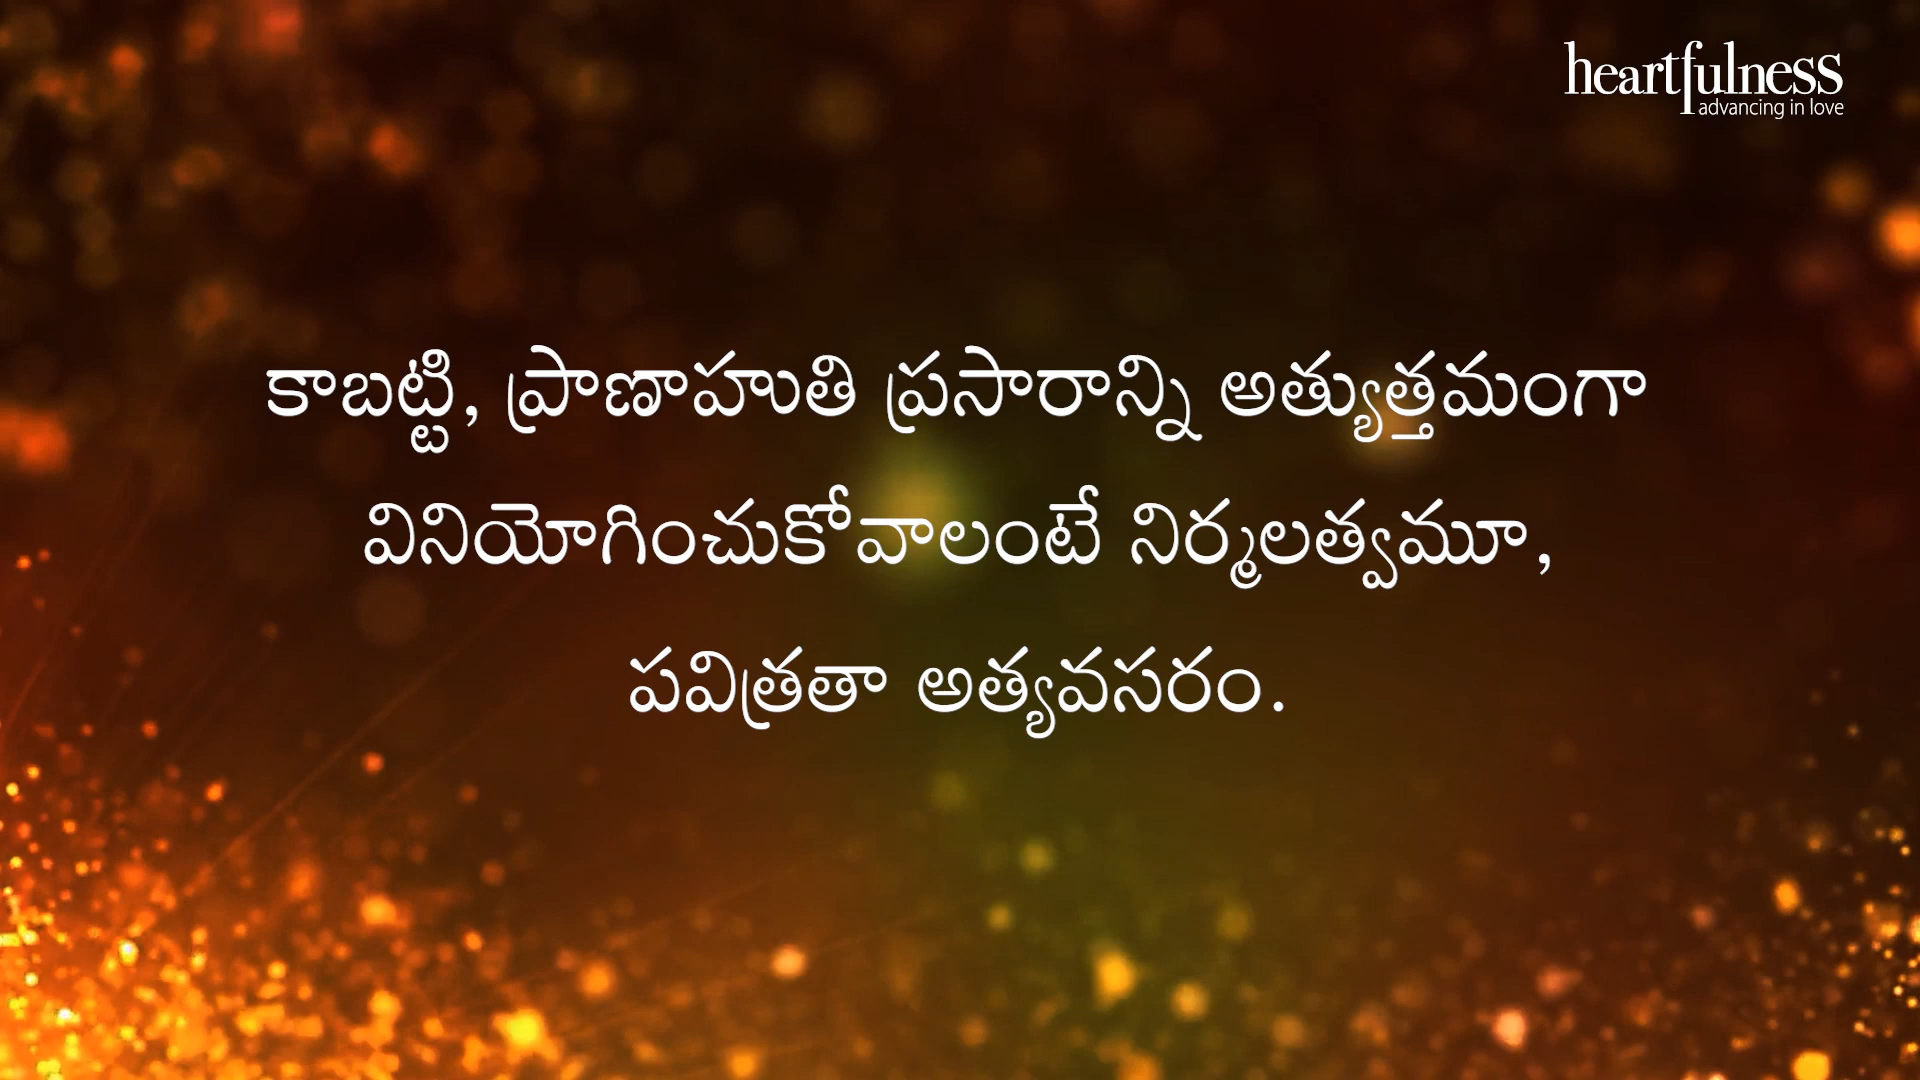 heartfulness
advancing in love
కాబట్టి, ప్రాణాహుతి ప్రసారాన్ని అత్యుత్తమంగా
వినియోగించుకోవాలంటే నిర్మలత్వమూ,
పవిత్రతా అత్యవసరం.